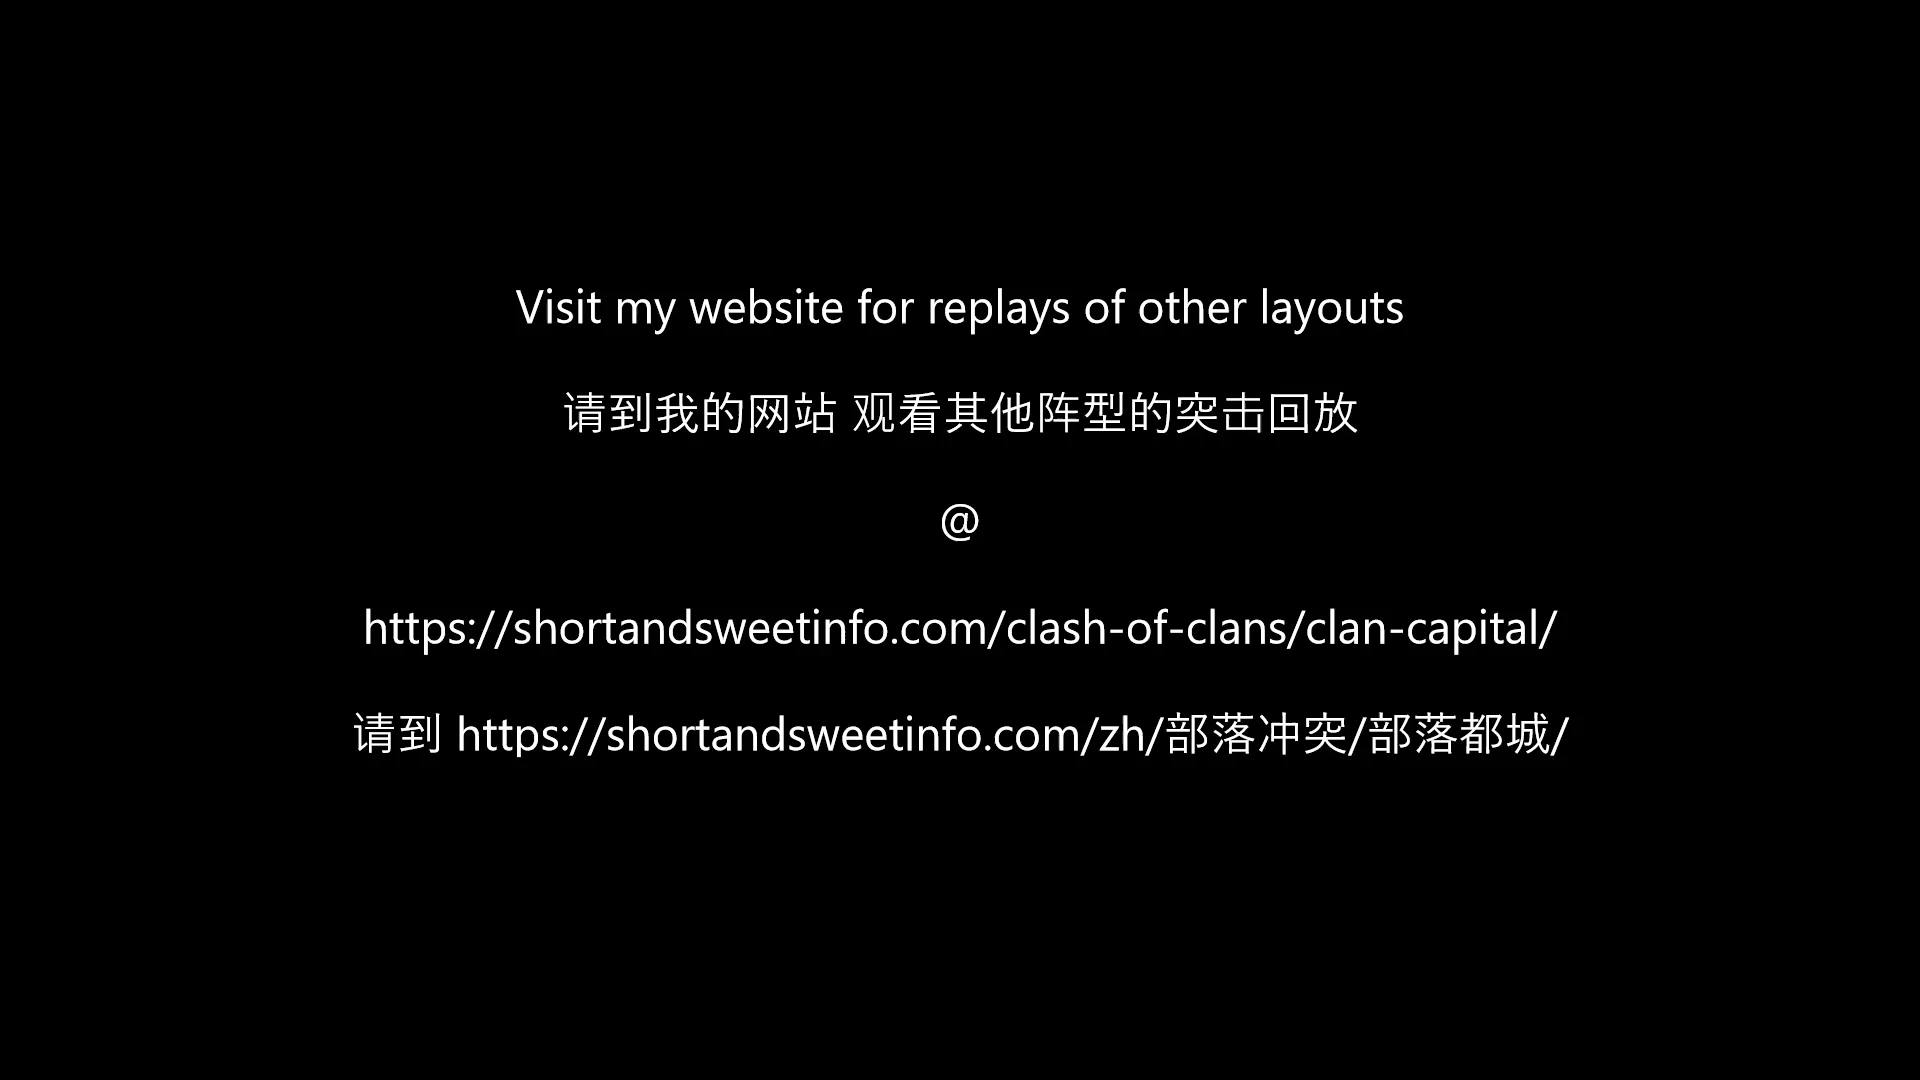 Visit my website for replays of other layouts
请到我的网站 观看其他阵型的突击回放
@
https://shortandsweetinfo.com/clash-of-clans/clan-capital/
请到 https://shortandsweetinfo.com/zh/部落冲突/部落都城/